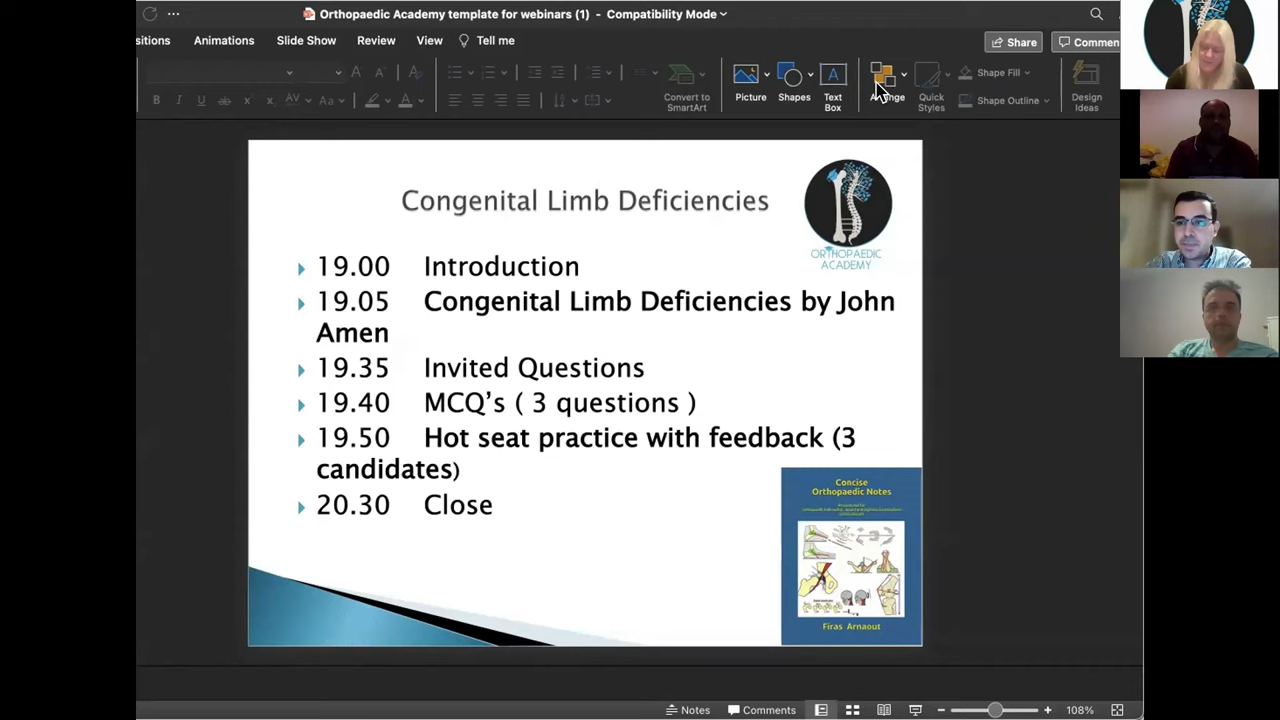 Orthopaedic Academy template for webinars (1) - Compatibility Mode
sitions Animations Slide Show Review View Tell me
Share Commen
Convert to
SmartArt
Picture
Shapes
Text
Box
Arrange
Quick
Styles
Shape Fill
Shape Outline
Design
Ideas
Congenital Limb Deficiencies
ORTHOPAEDIC
ACADEMY
19.00 Introduction
19.05 Congenital Limb Deficiencies by John
Amen
19.35 Invited Questions
19.40 MCQ's ( 3 questions )
19.50 Hot seat practice with feedback (3
candidates)
20.30 Close
Concise
Orthopaedic Notes
Firas Arnaout
Notes Comments 108%